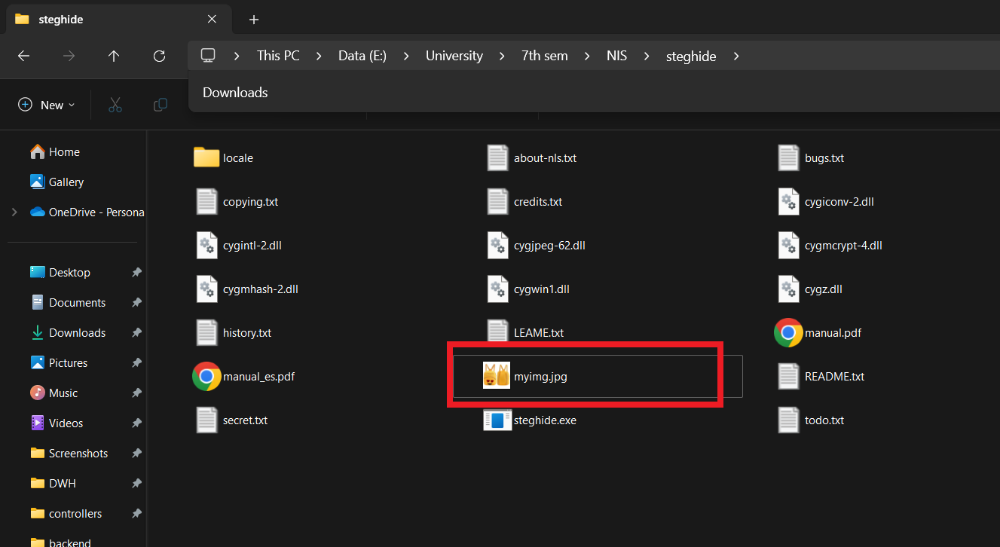 steghide
This PC > Data (E:) > University > 7th sem > NIS > steghide >
Downloads
New
Home
Gallery
OneDrive - Persona
Desktop
Documents
Downloads
Pictures
Music
Videos
Screenshots
DWH
controllers
backend
locale about-nls.txt bugs.txt
copying.txt credits.txt cygiconv-2.dll
cygintl-2.dll cygjpeg-62.dll cygmcrypt-4.dll
cygmhash-2.dll cygwin1.dll cygz.dll
history.txt LEAME.txt manual.pdf
manual_es.pdf myimg.jpg README.txt
secret.txt steghide.exe todo.txt